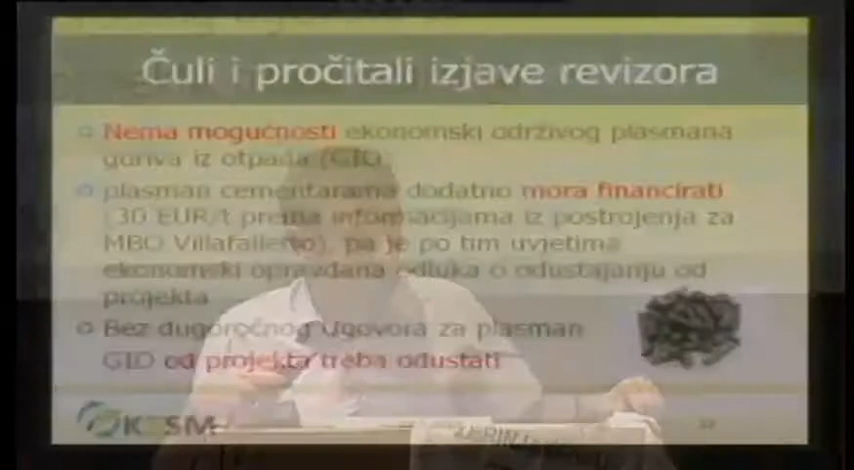 Čuli i pročitali izjave revizora
Nema mogućnosti ekonomski održivog plasmana
goriva iz otpada (GIO
plasman cementarama dodatno mora financirati
(30 EUR/t prema informacijama iz postrojenja za
MBO Villafalletto), pa je po tim uvjetima
ekonomski opravdana odluka o odustajanju od
projekta
Bez dugoročnog Ugovora za plasman
GIO od projekta treba odustati